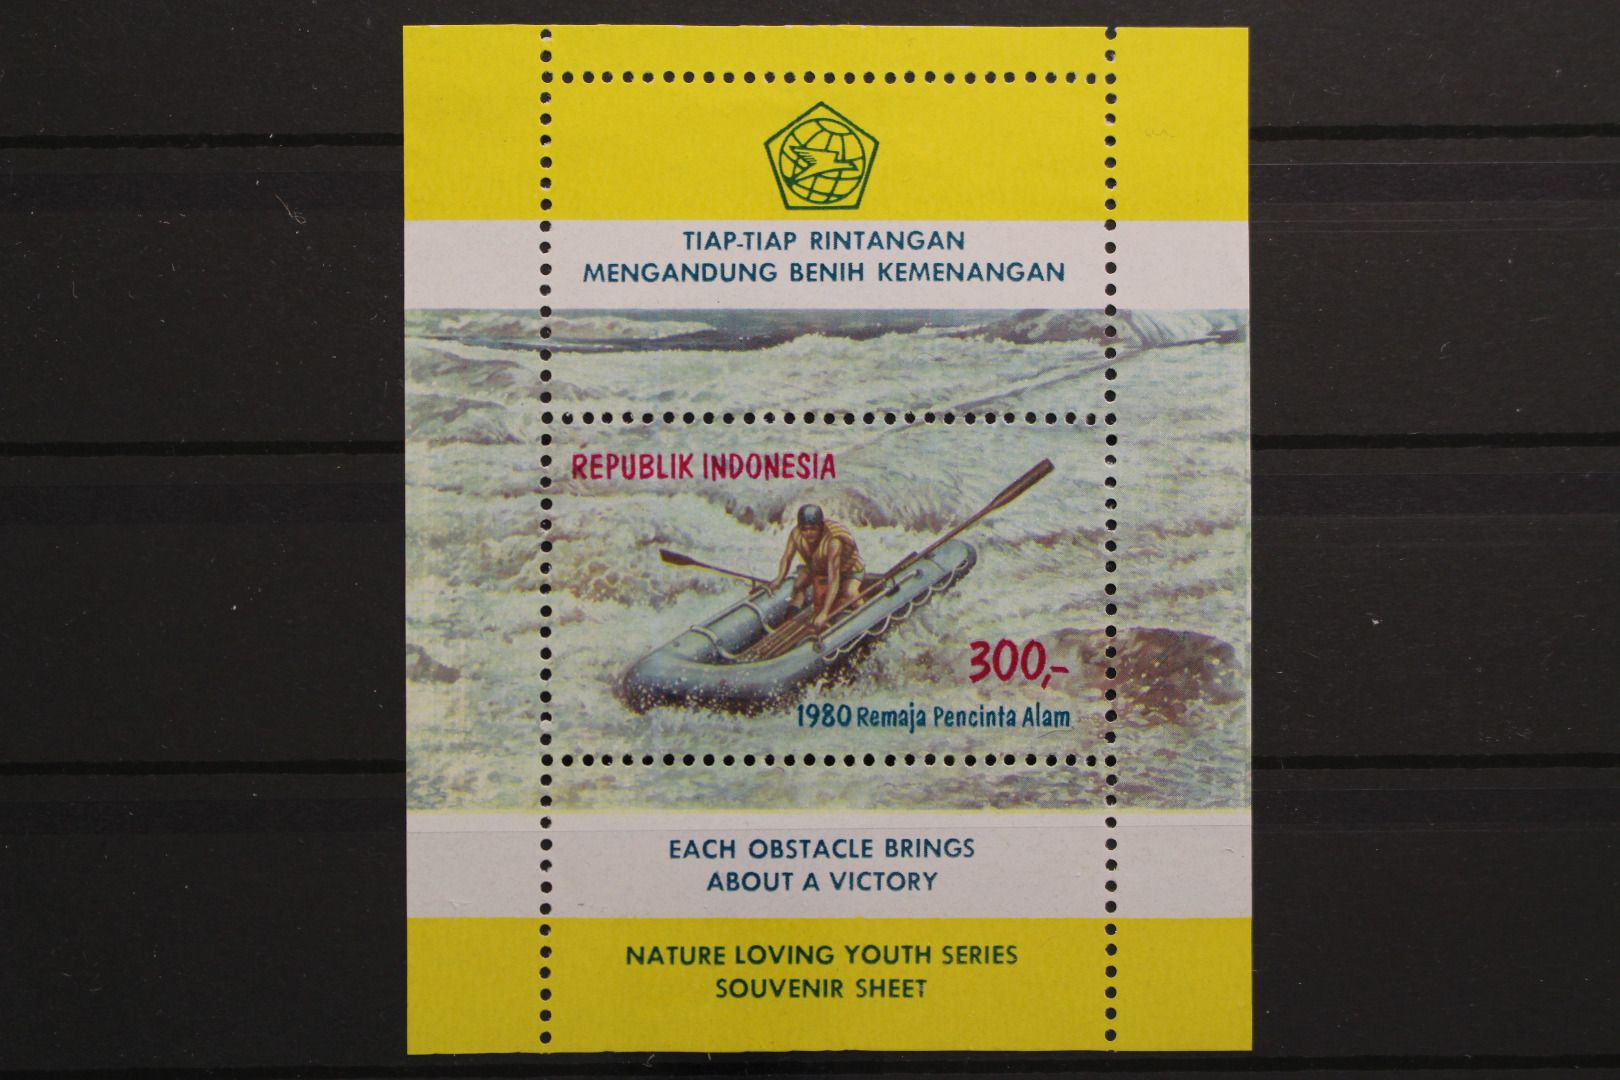 TIAP-TIAP RINTANGAN
MENGANDUNG BENIH KEMENANGAN
REPUBLIK INDONESIA
300,-
1980 Remaja Pencinta Alam
EACH OBSTACLE BRINGS
ABOUT A VICTORY
NATURE LOVING YOUTH SERIES
SOUVENIR SHEET